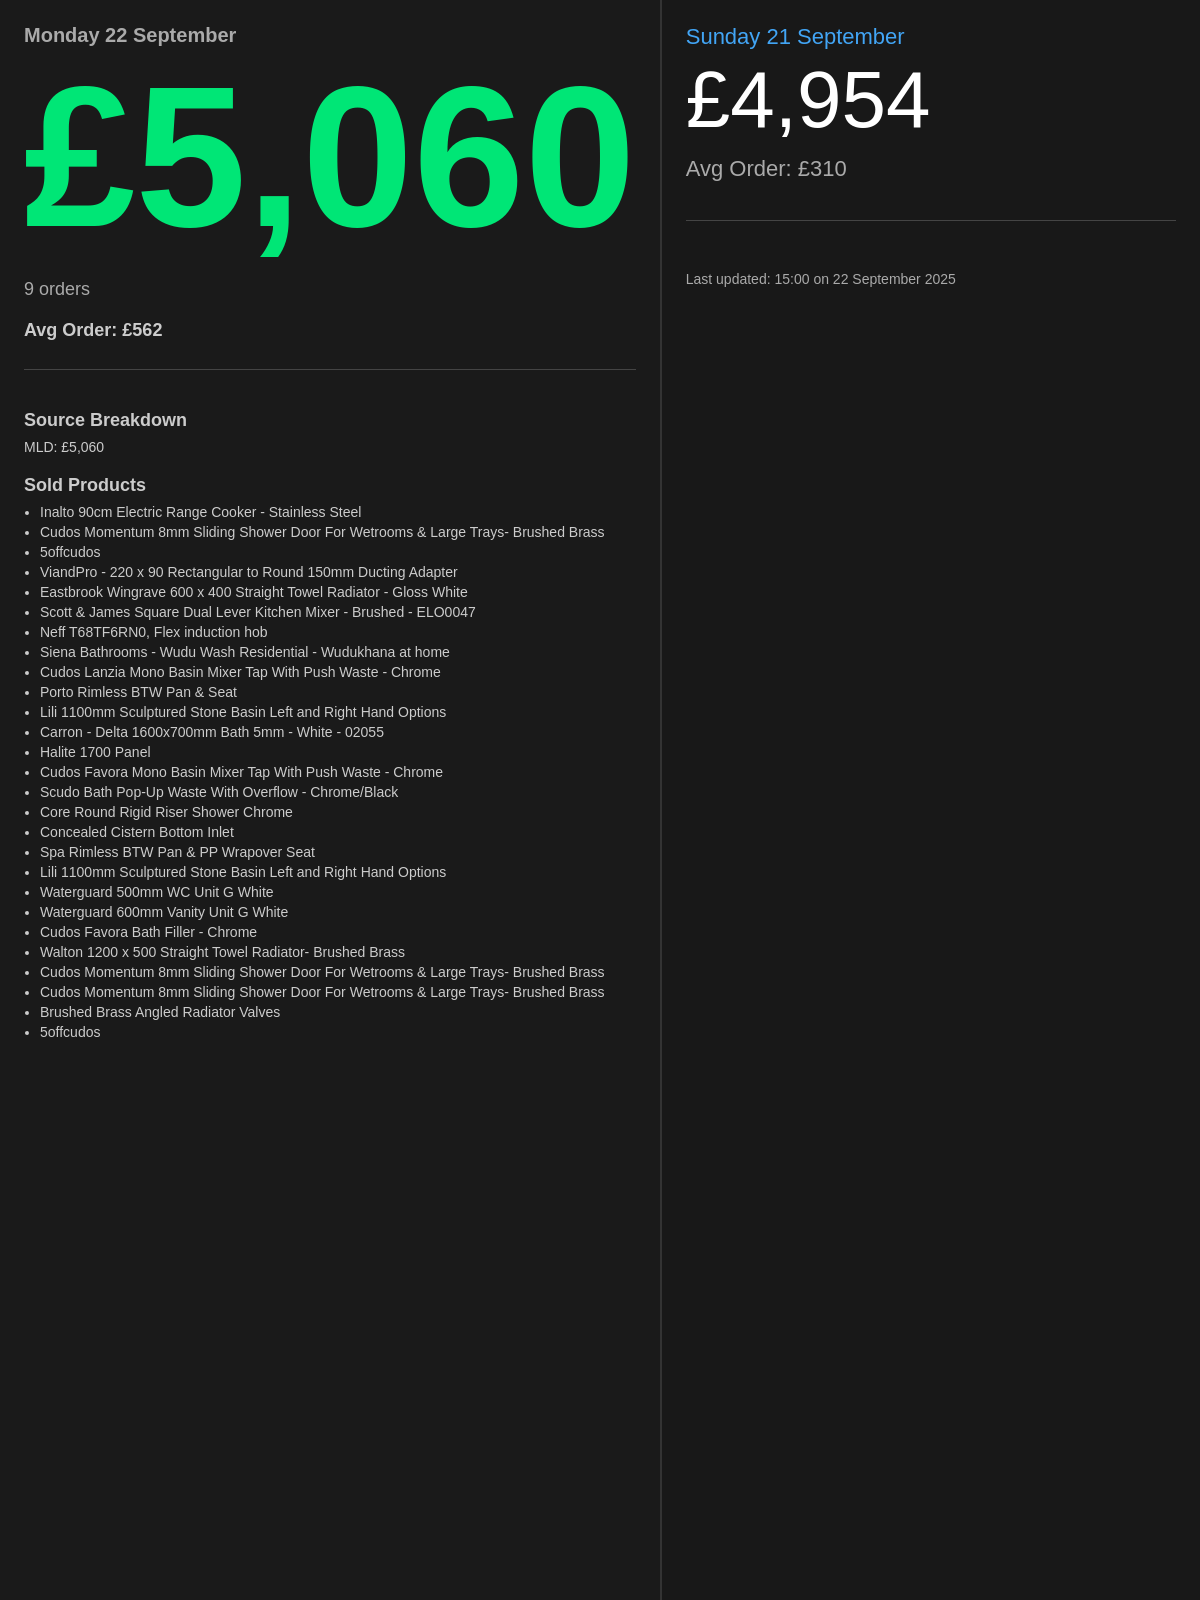 Monday 22 September
£5,060
9 orders
Avg Order: £562
Source Breakdown
MLD: £5,060
Sold Products
• Inalto 90cm Electric Range Cooker - Stainless Steel
• Cudos Momentum 8mm Sliding Shower Door For Wetrooms & Large Trays- Brushed Brass
• 5offcudos
• ViandPro - 220 x 90 Rectangular to Round 150mm Ducting Adapter
• Eastbrook Wingrave 600 x 400 Straight Towel Radiator - Gloss White
• Scott & James Square Dual Lever Kitchen Mixer - Brushed - ELO0047
• Neff T68TF6RN0, Flex induction hob
• Siena Bathrooms - Wudu Wash Residential - Wudukhana at home
• Cudos Lanzia Mono Basin Mixer Tap With Push Waste - Chrome
• Porto Rimless BTW Pan & Seat
• Lili 1100mm Sculptured Stone Basin Left and Right Hand Options
• Carron - Delta 1600x700mm Bath 5mm - White - 02055
• Halite 1700 Panel
• Cudos Favora Mono Basin Mixer Tap With Push Waste - Chrome
• Scudo Bath Pop-Up Waste With Overflow - Chrome/Black
• Core Round Rigid Riser Shower Chrome
• Concealed Cistern Bottom Inlet
• Spa Rimless BTW Pan & PP Wrapover Seat
• Lili 1100mm Sculptured Stone Basin Left and Right Hand Options
• Waterguard 500mm WC Unit G White
• Waterguard 600mm Vanity Unit G White
• Cudos Favora Bath Filler - Chrome
• Walton 1200 x 500 Straight Towel Radiator- Brushed Brass
• Cudos Momentum 8mm Sliding Shower Door For Wetrooms & Large Trays- Brushed Brass
• Cudos Momentum 8mm Sliding Shower Door For Wetrooms & Large Trays- Brushed Brass
• Brushed Brass Angled Radiator Valves
• 5offcudos
Sunday 21 September
£4,954
Avg Order: £310
Last updated: 15:00 on 22 September 2025